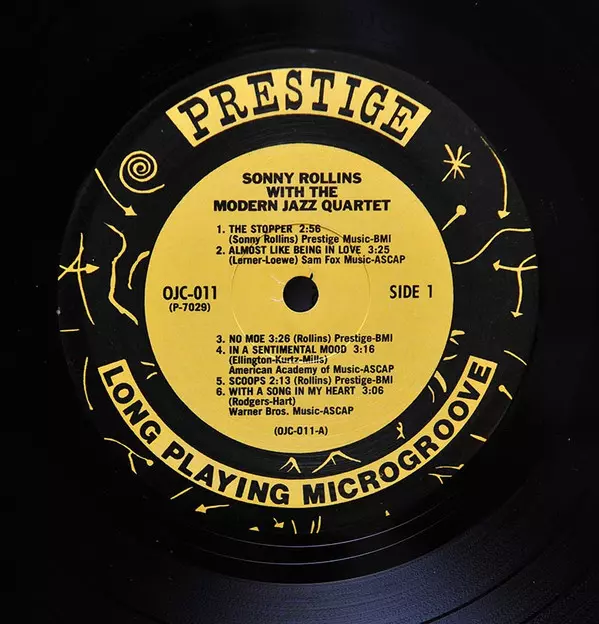 PRESTIGE
SONNY ROLLINS
WITH THE
MODERN JAZZ QUARTET
1. THE STOPPER 2:56
(Sonny Rollins) Prestige Music-BMI
2. ALMOST LIKE BEING IN LOVE 3:25
(Lerner-Loewe) Sam Fox Music-ASCAP
OJC-011
(P-7029)
SIDE 1
3. NO MOE 3:26 (Rollins) Prestige-BMI
4. IN A SENTIMENTAL MOOD 3:16
(Ellington-Kurtz-Mills)
American Academy of Music-ASCAP
5. SCOOPS 2:13 (Rollins) Prestige-BMI
6. WITH A SONG IN MY HEART 3:06
(Rodgers-Hart)
Warner Bros. Music-ASCAP
(OJC-011-A)
LONG PLAYING MICROGROOVE